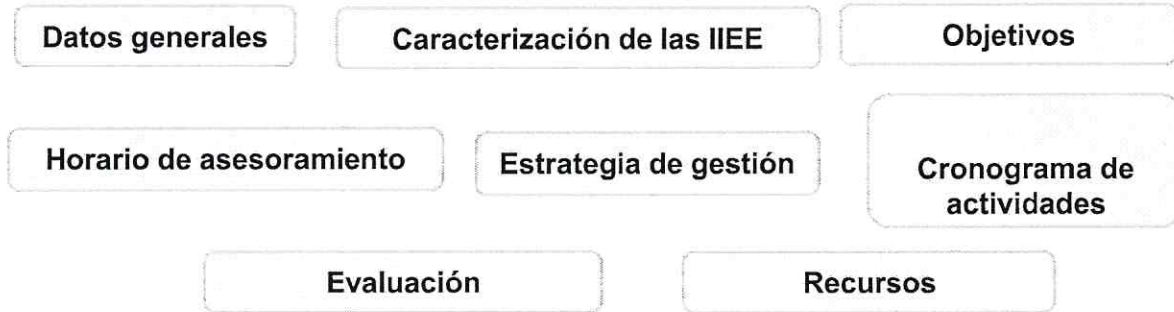 Datos generales
Caracterización de las IIEE
Objetivos
Horario de asesoramiento
Estrategia de gestión
Cronograma de
actividades
Evaluación
Recursos